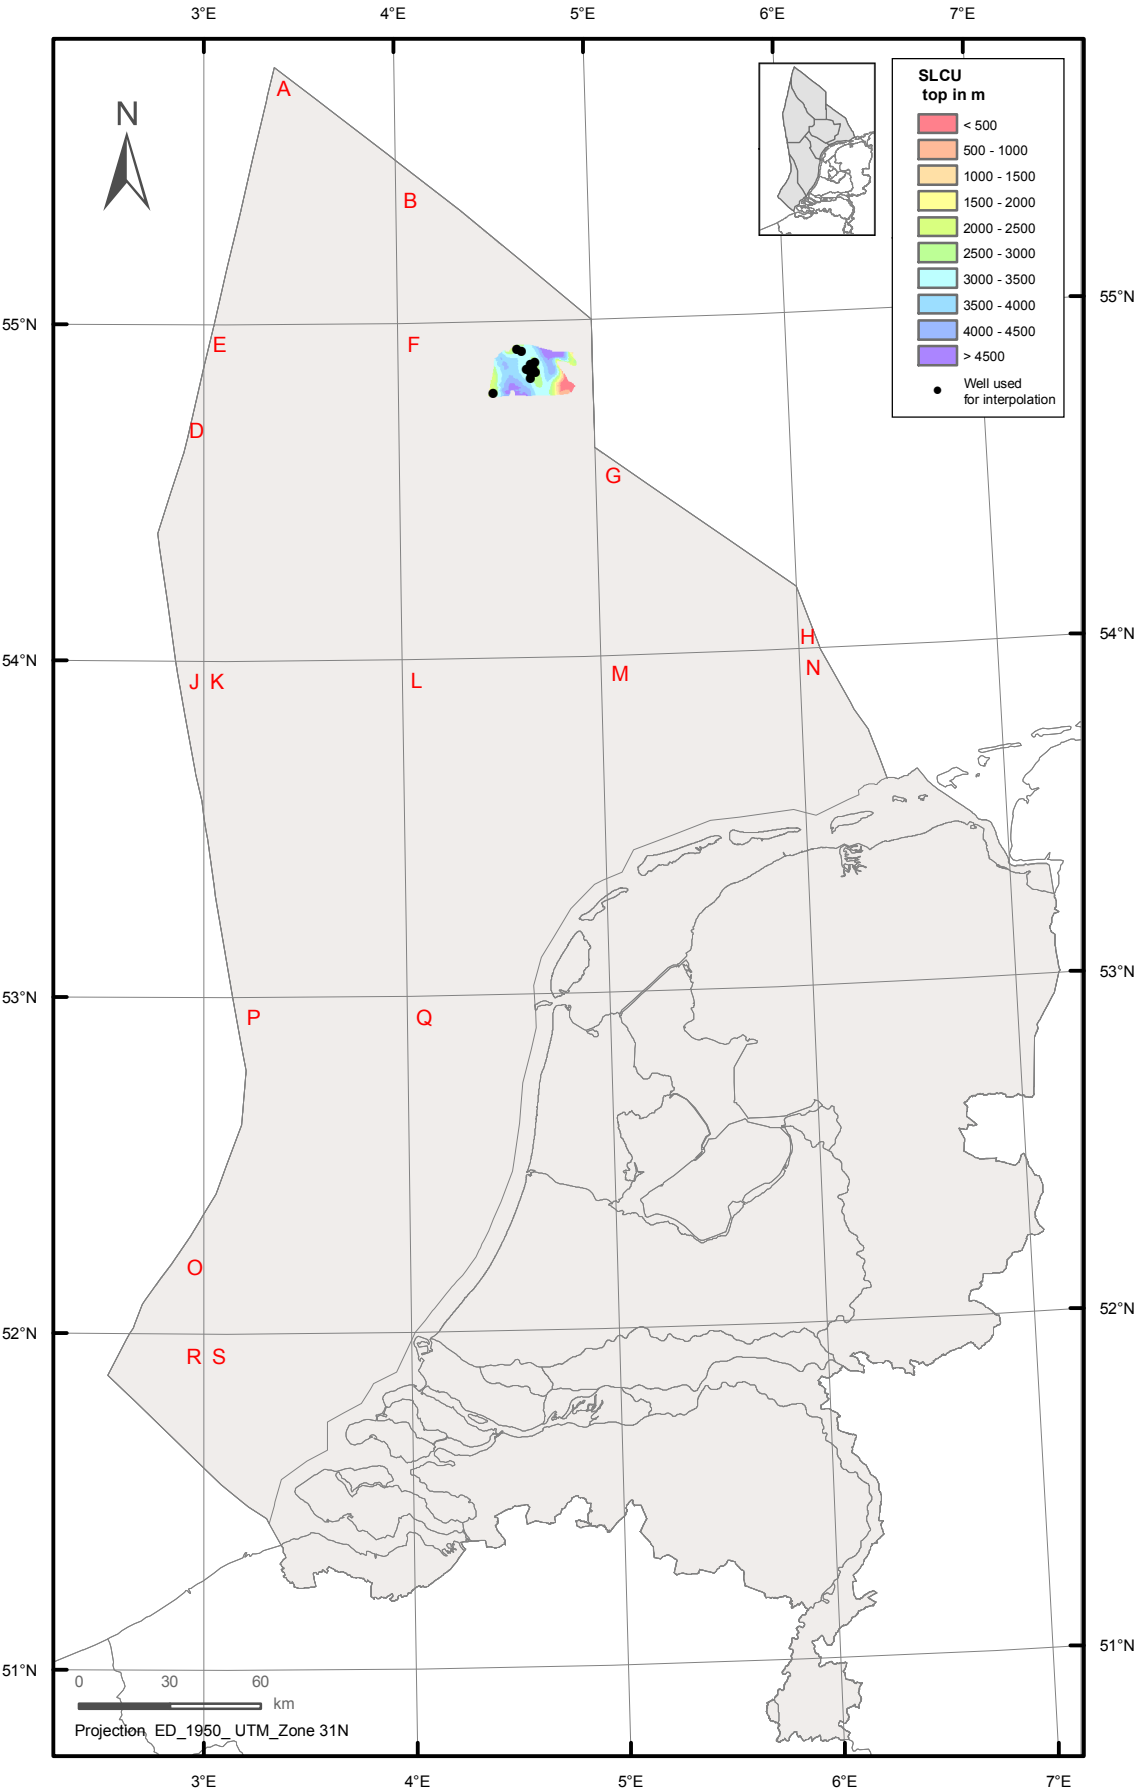 3°E 4°E 5°E 6°E 7°E
N
SLCU
top in m
< 500
500 - 1000
1000 - 1500
1500 - 2000
2000 - 2500
2500 - 3000
3000 - 3500
3500 - 4000
4000 - 4500
> 4500
Well used
for interpolation
A
B
55°N 55°N
E F
D
G
H
54°N 54°N
J K L M N
53°N 53°N
P Q
O
52°N 52°N
R S
51°N 51°N
0 30 60
km
Projection ED_1950_ UTM_Zone 31N
3°E 4°E 5°E 6°E 7°E